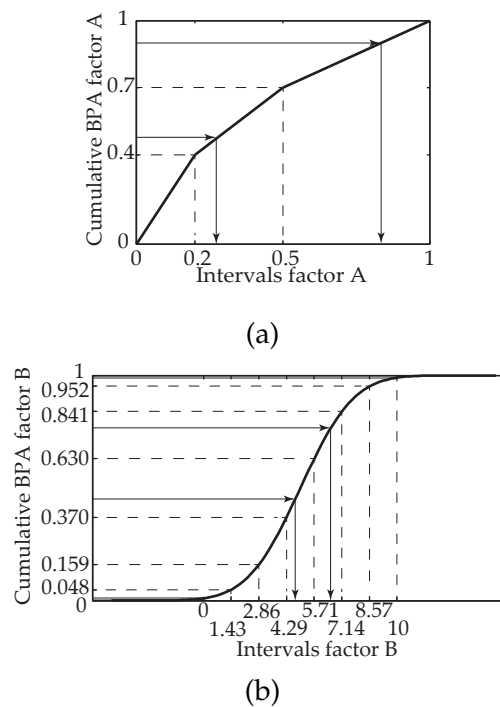 1
0.7
0.4
0
Cumulative BPA factor A
0 0.2 0.5 1
Intervals factor A
(a)
1
0.952
0.841
0.630
0.370
0.159
0.048
0
Cumulative BPA factor B
0 2.86 5.71 8.57
1.43 4.29 7.14 10
Intervals factor B
(b)